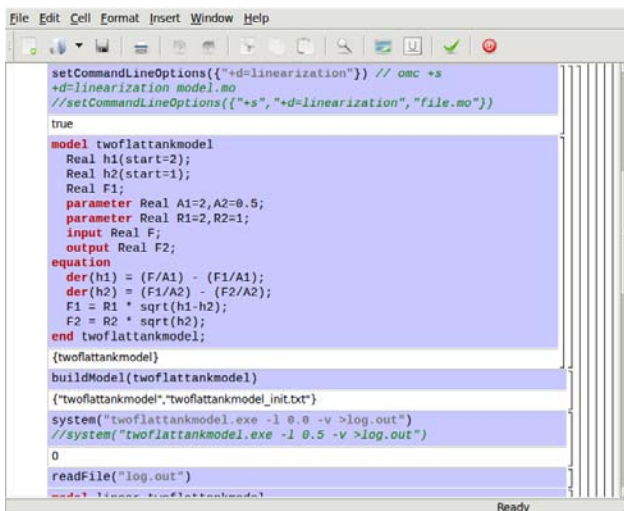 File Edit Cell Format Insert Window Help
setCommandLineOptions({"+d=linearization"}) // omc +s
+d=linearization model.mo
//setCommandLineOptions({"+s","+d=linearization","file.mo"})
true
model twoflattankmodel
Real h1(start=2);
Real h2(start=1);
Real F1;
parameter Real A1=2,A2=0.5;
parameter Real R1=2,R2=1;
input Real F;
output Real F2;
equation
der(h1) = (F/A1) - (F1/A1);
der(h2) = (F1/A2) - (F2/A2);
F1 = R1 * sqrt(h1-h2);
F2 = R2 * sqrt(h2);
end twoflattankmodel;
{twoflattankmodel}
buildModel(twoflattankmodel)
{"twoflattankmodel","twoflattankmodel_init.txt"}
system("twoflattankmodel.exe -l 0.0 -v >log.out")
//system("twoflattankmodel.exe -l 0.5 -v >log.out")
0
readFile("log.out")
Ready